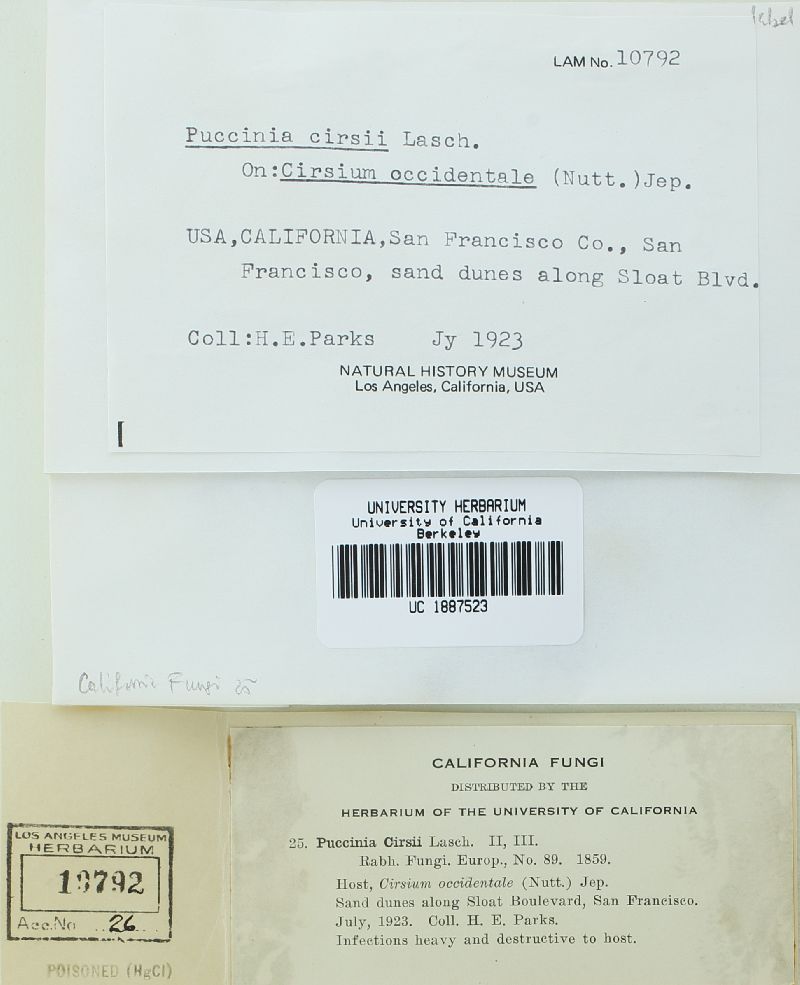 label
LAM No. 10792
Puccinia cirsii Lasch.
On:Cirsium occidentale (Nutt.)Jep.
USA,CALIFORNIA,San Francisco Co., San
Francisco, sand dunes along Sloat Blvd.
Coll:H.E.Parks Jy 1923
NATURAL HISTORY MUSEUM
Los Angeles, California, USA
[
UNIVERSITY HERBARIUM
University of California
Berkeley
UC 1887523
California Fungi 25
CALIFORNIA FUNGI
DISTRIBUTED BY THE
HERBARIUM OF THE UNIVERSITY OF CALIFORNIA
25. Puccinia Cirsii Lasch. II, III.
Rabh. Fungi. Europ., No. 89. 1859.
Host, Cirsium occidentale (Nutt.) Jep.
Sand dunes along Sloat Boulevard, San Francisco.
July, 1923. Coll. H. E. Parks.
Infections heavy and destructive to host.
LOS ANGELES MUSEUM
HERBARIUM
10792
Acc. No ..26....
POISONED (HgCl)